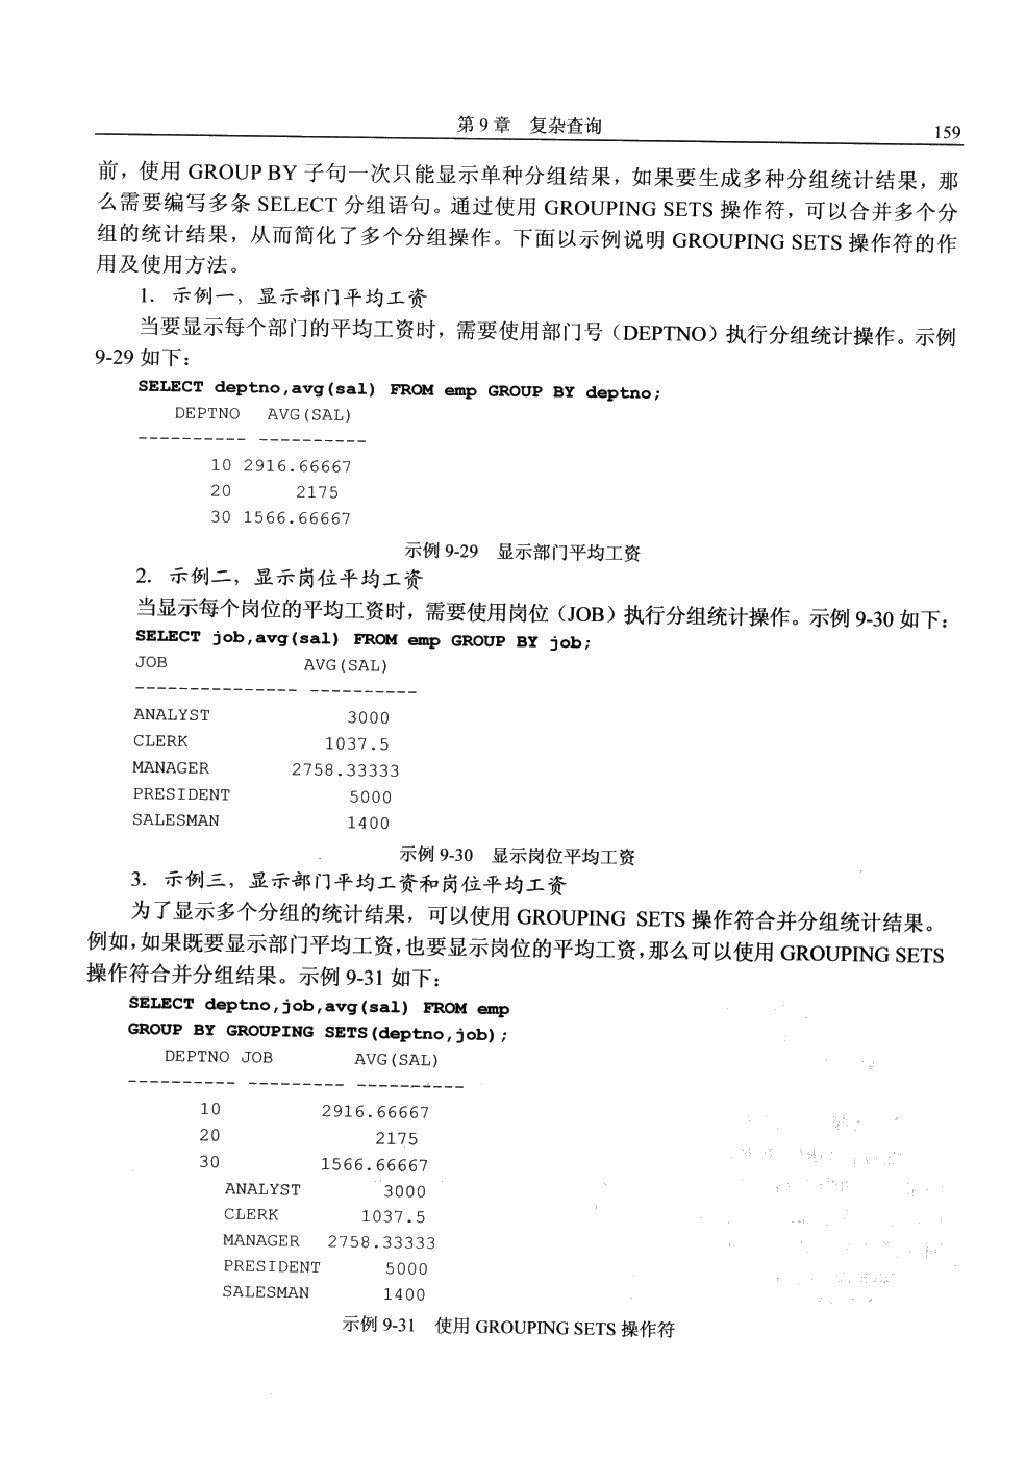 第 9 章　复杂查询
159
前，使用 GROUP BY 子句一次只能显示单种分组结果，如果要生成多种分组统计结果，那
么需要编写多条 SELECT 分组语句。通过使用 GROUPING SETS 操作符，可以合并多个分
组的统计结果，从而简化了多个分组操作。下面以示例说明 GROUPING SETS 操作符的作
用及使用方法。
1. 示例一，显示部门平均工资
当要显示每个部门的平均工资时，需要使用部门号（DEPTNO）执行分组统计操作。示例
9-29 如下：
SELECT deptno,avg(sal) FROM emp GROUP BY deptno;
DEPTNO AVG(SAL)
---------- ----------
10 2916.66667
20 2175
30 1566.66667
示例 9-29　显示部门平均工资
2. 示例二，显示岗位平均工资
当显示每个岗位的平均工资时，需要使用岗位（JOB）执行分组统计操作。示例 9-30 如下：
SELECT job,avg(sal) FROM emp GROUP BY job;
JOB AVG(SAL)
--------------- ----------
ANALYST 3000
CLERK 1037.5
MANAGER 2758.33333
PRESIDENT 5000
SALESMAN 1400
示例 9-30　显示岗位平均工资
3. 示例三，显示部门平均工资和岗位平均工资
为了显示多个分组的统计结果，可以使用 GROUPING SETS 操作符合并分组统计结果。
例如，如果既要显示部门平均工资，也要显示岗位的平均工资，那么可以使用 GROUPING SETS
操作符合并分组结果。示例 9-31 如下：
SELECT deptno,job,avg(sal) FROM emp
GROUP BY GROUPING SETS(deptno,job);
DEPTNO JOB AVG(SAL)
---------- --------- ----------
10 2916.66667
20 2175
30 1566.66667
ANALYST 3000
CLERK 1037.5
MANAGER 2758.33333
PRESIDENT 5000
SALESMAN 1400
示例 9-31　使用 GROUPING SETS 操作符